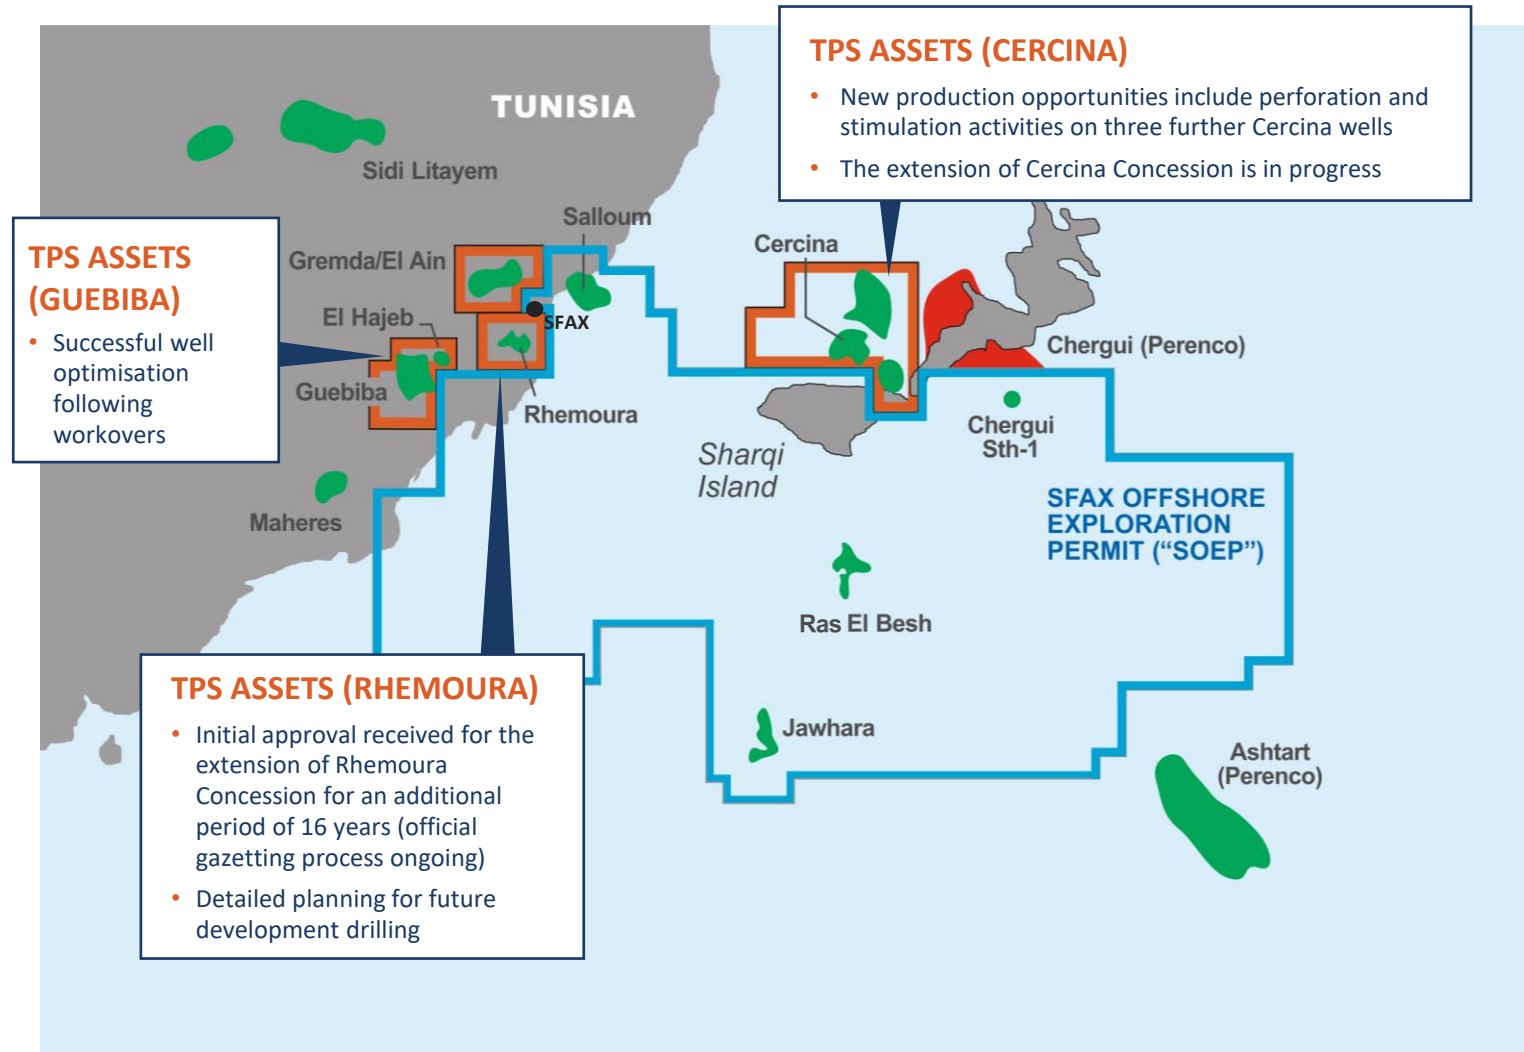 TPS ASSETS (CERCINA)
• New production opportunities include perforation and
stimulation activities on three further Cercina wells
• The extension of Cercina Concession is in progress
TUNISIA
Sidi Litayem
Salloum
Cercina
TPS ASSETS
(GUEBIBA)
• Successful well
optimisation
following
workovers
Gremda/El Ain
El Hajeb
SFAX
Guebiba
Rhemoura
Chergui (Perenco)
Chergui
Sth-1
Sharqi
Island
Maheres
SFAX OFFSHORE
EXPLORATION
PERMIT (“SOEP”)
Ras El Besh
TPS ASSETS (RHEMOURA)
• Initial approval received for the
extension of Rhemoura
Concession for an additional
period of 16 years (official
gazetting process ongoing)
• Detailed planning for future
development drilling
Jawhara
Ashtart
(Perenco)